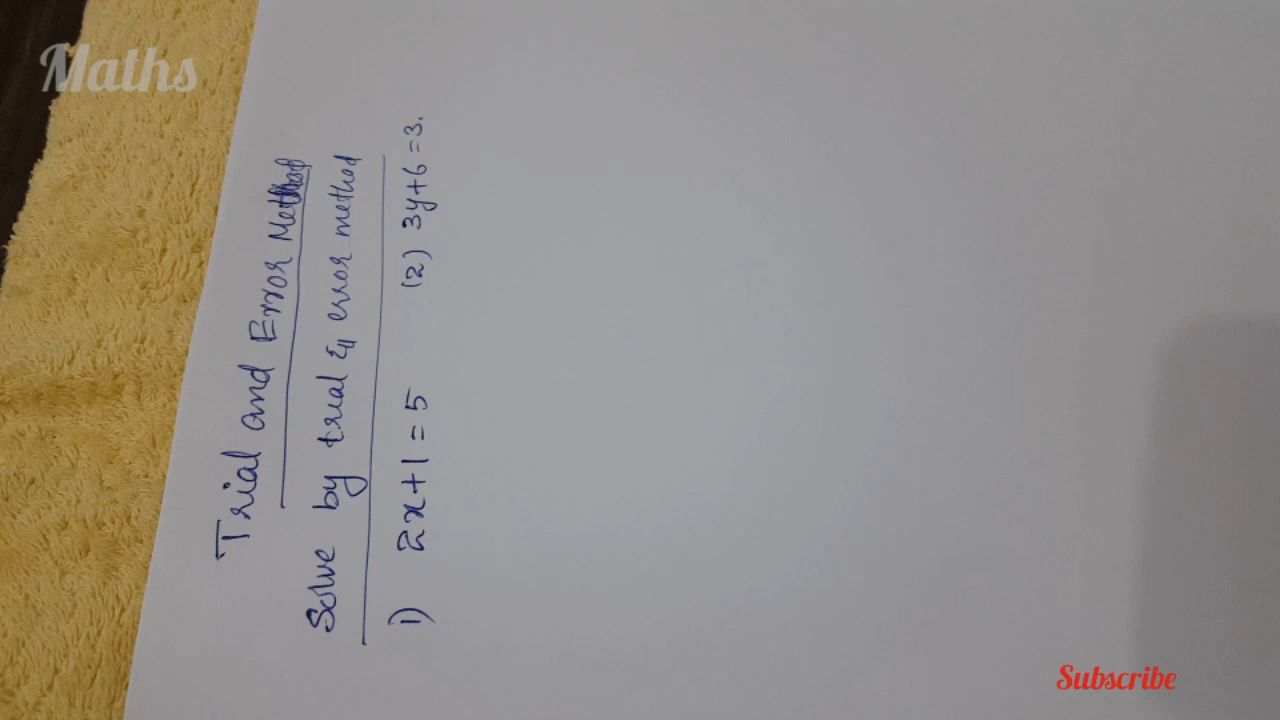 Maths
Trial and Error Method
Solve by trial & error method
1) 2x+1=5 (2) 3y+6=3.
Subscribe